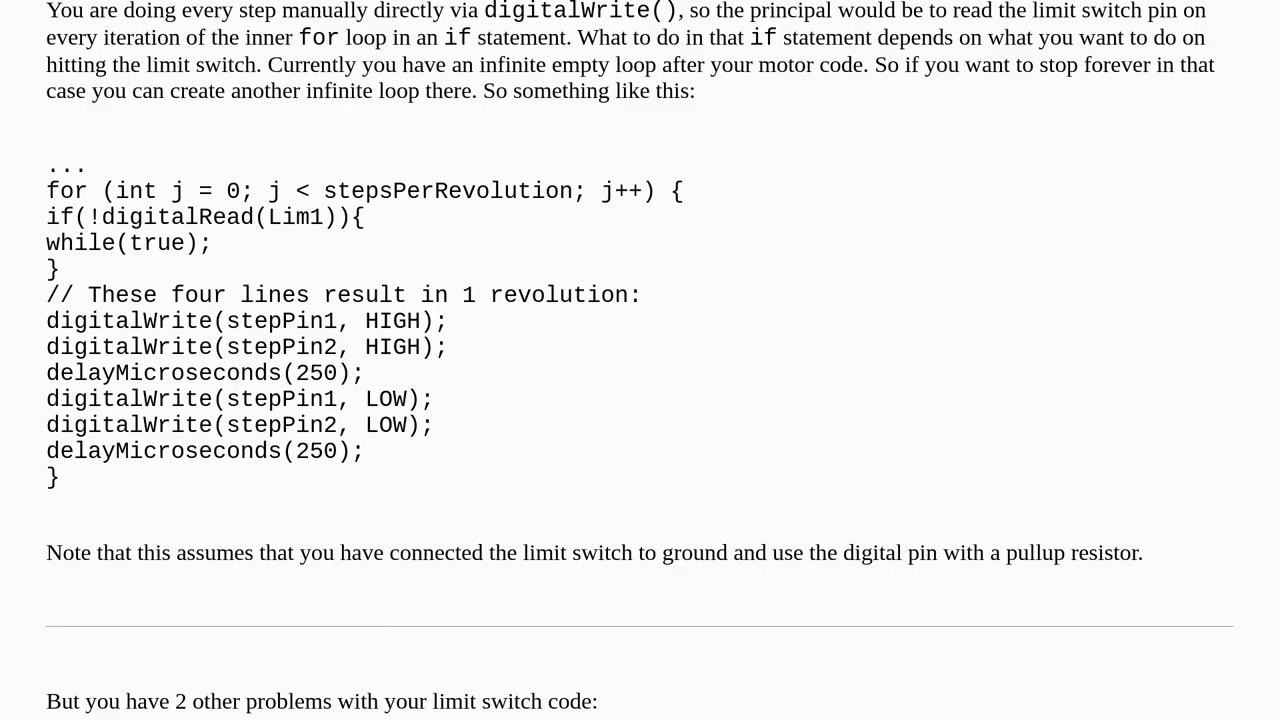 You are doing every step manually directly via digitalWrite(), so the principal would be to read the limit switch pin on
every iteration of the inner for loop in an if statement. What to do in that if statement depends on what you want to do on
hitting the limit switch. Currently you have an infinite empty loop after your motor code. So if you want to stop forever in that
case you can create another infinite loop there. So something like this:
...
for (int j = 0; j < stepsPerRevolution; j++) {
if(!digitalRead(Lim1)){
while(true);
}
// These four lines result in 1 revolution:
digitalWrite(stepPin1, HIGH);
digitalWrite(stepPin2, HIGH);
delayMicroseconds(250);
digitalWrite(stepPin1, LOW);
digitalWrite(stepPin2, LOW);
delayMicroseconds(250);
}
Note that this assumes that you have connected the limit switch to ground and use the digital pin with a pullup resistor.
But you have 2 other problems with your limit switch code: